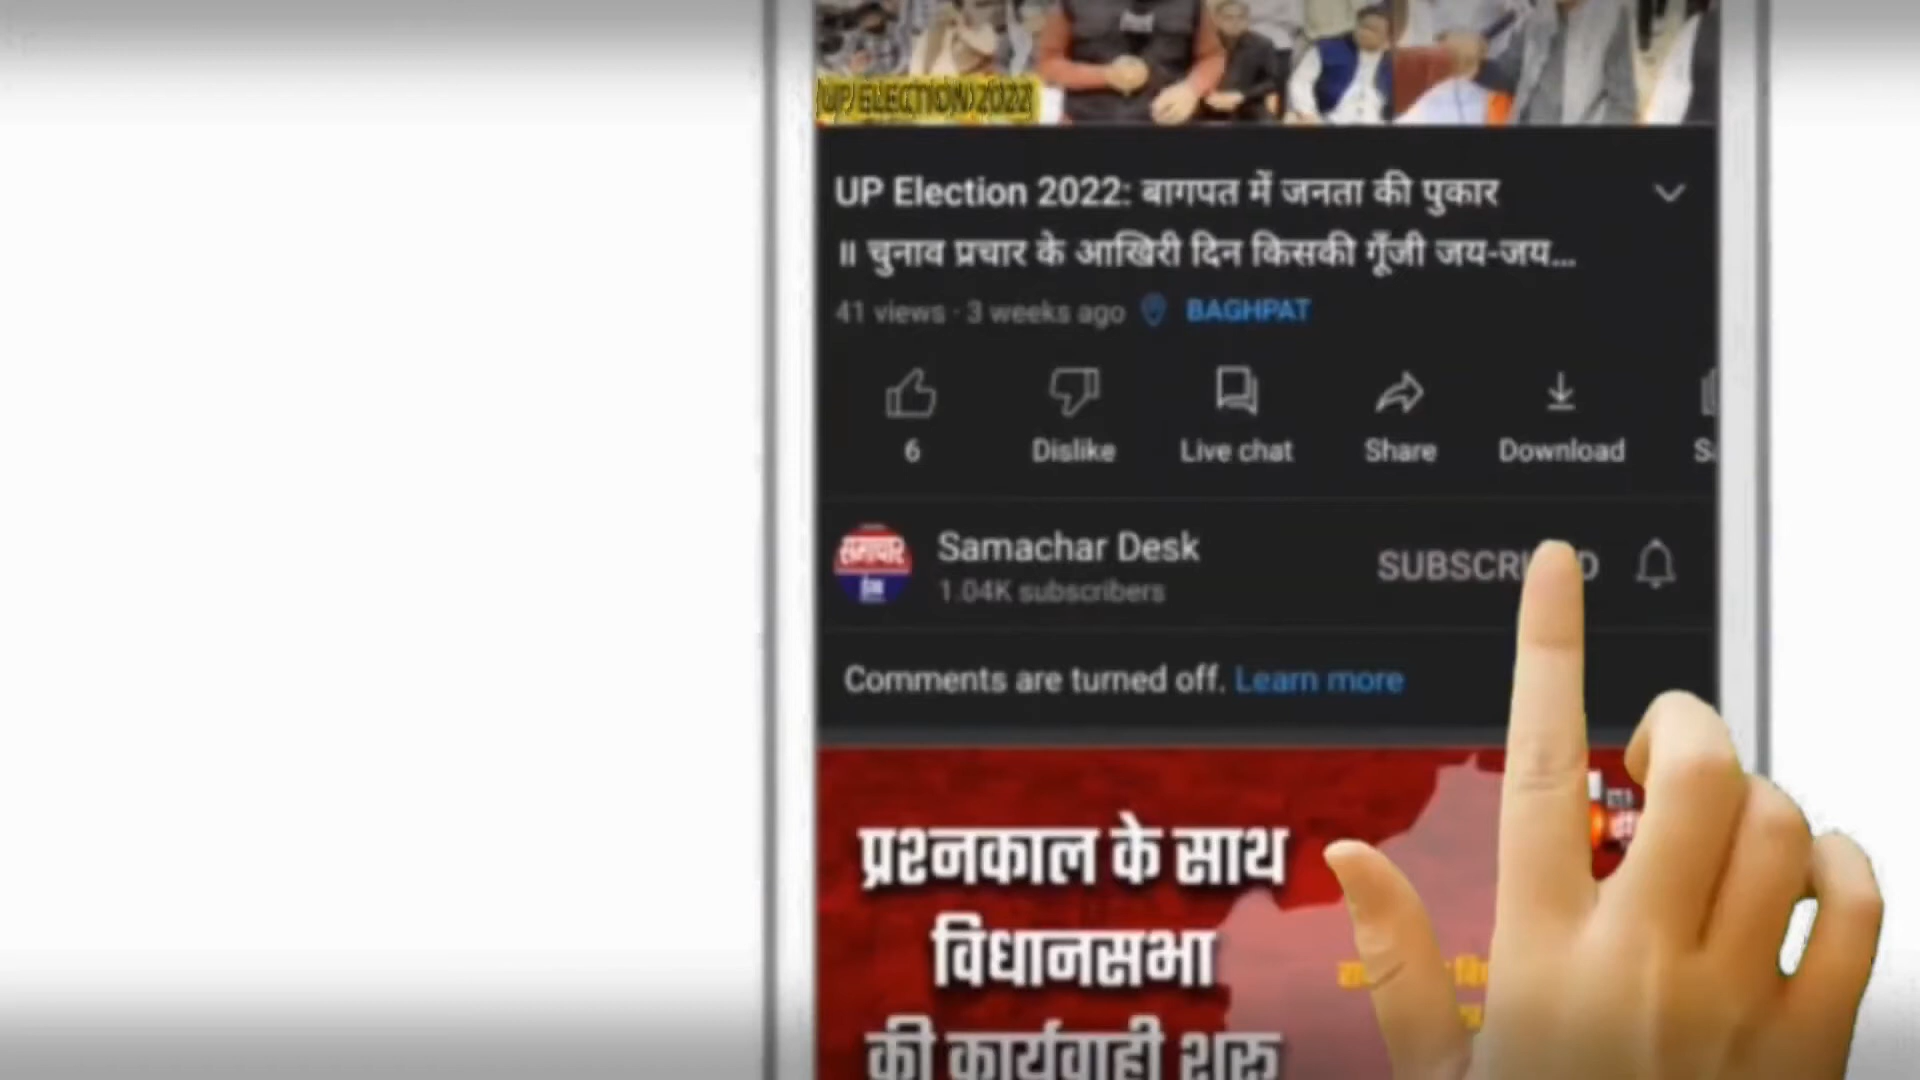 UP ELECTION 2022
UP Election 2022: बागपत में जनता की पुकार
॥ चुनाव प्रचार के आखिरी दिन किसकी गूँजी जय-जय...
41 views · 3 weeks ago BAGHPAT
6 Dislike Live chat Share Download
समाचार
डेस्क
Samachar Desk
1.04K subscribers
Comments are turned off. Learn more
प्रश्नकाल के साथ
विधानसभा
की कार्यवाही शुरू